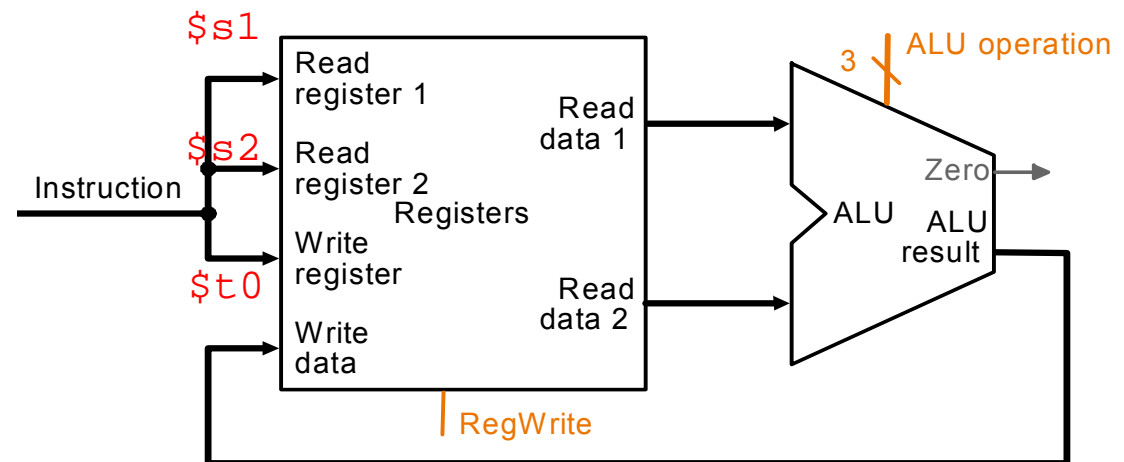 $s1
Read
register 1
$s2
Read
register 2
Instruction
Registers
Write
register
$t0
Write
data
Read
data 1
Read
data 2
RegWrite
3
ALU operation
Zero
ALU
ALU
result